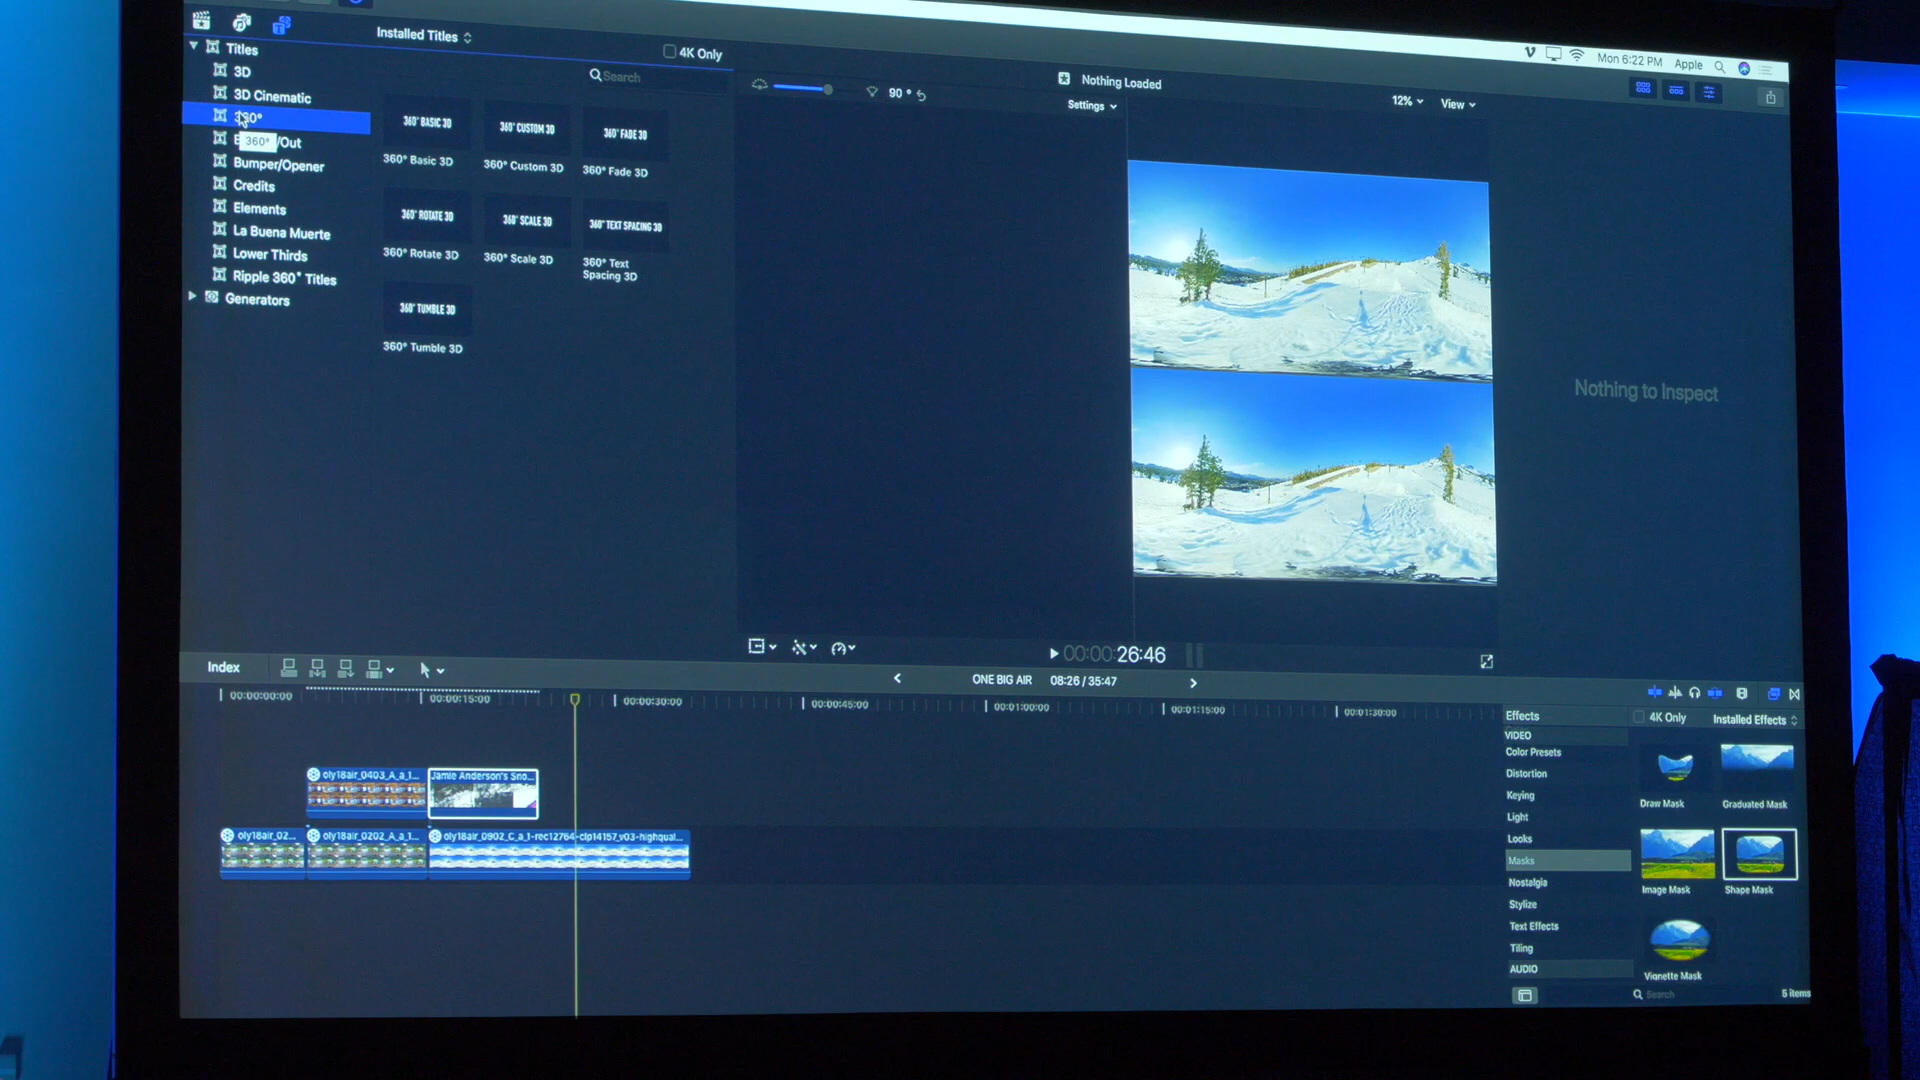 Mon 6:22 PM Apple
Installed Titles
4K Only
Search
Titles
3D
3D Cinematic
360°
360°
/Out
Bumper/Opener
Credits
Elements
La Buena Muerte
Lower Thirds
Ripple 360° Titles
Generators
360° BASIC 3D
360° CUSTOM 3D
360° FADE 3D
360° Basic 3D
360° Custom 3D
360° Fade 3D
360° ROTATE 3D
360° SCALE 3D
360° TEXT SPACING 3D
360° Rotate 3D
360° Scale 3D
360° Text
Spacing 3D
360° TUMBLE 3D
360° Tumble 3D
90°
Nothing Loaded
Settings
12%
View
Nothing to Inspect
00:00:26:46
Index
ONE BIG AIR 08:26 / 35:47
00:00:00:00
00:00:15:00
00:00:30:00
00:00:45:00
00:01:00:00
00:01:15:00
00:01:30:00
oly18air_0403_A_a_1...
Jamie Anderson's Sno...
oly18air_02...
oly18air_0202_A_a_1...
oly18air_0902_C_a_1-rec12764-clp14157_v03-highqual...
Effects
4K Only
Installed Effects
VIDEO
Color Presets
Distortion
Keying
Light
Looks
Masks
Nostalgia
Stylize
Text Effects
Tiling
AUDIO
Draw Mask
Graduated Mask
Image Mask
Shape Mask
Vignette Mask
Search
5 items